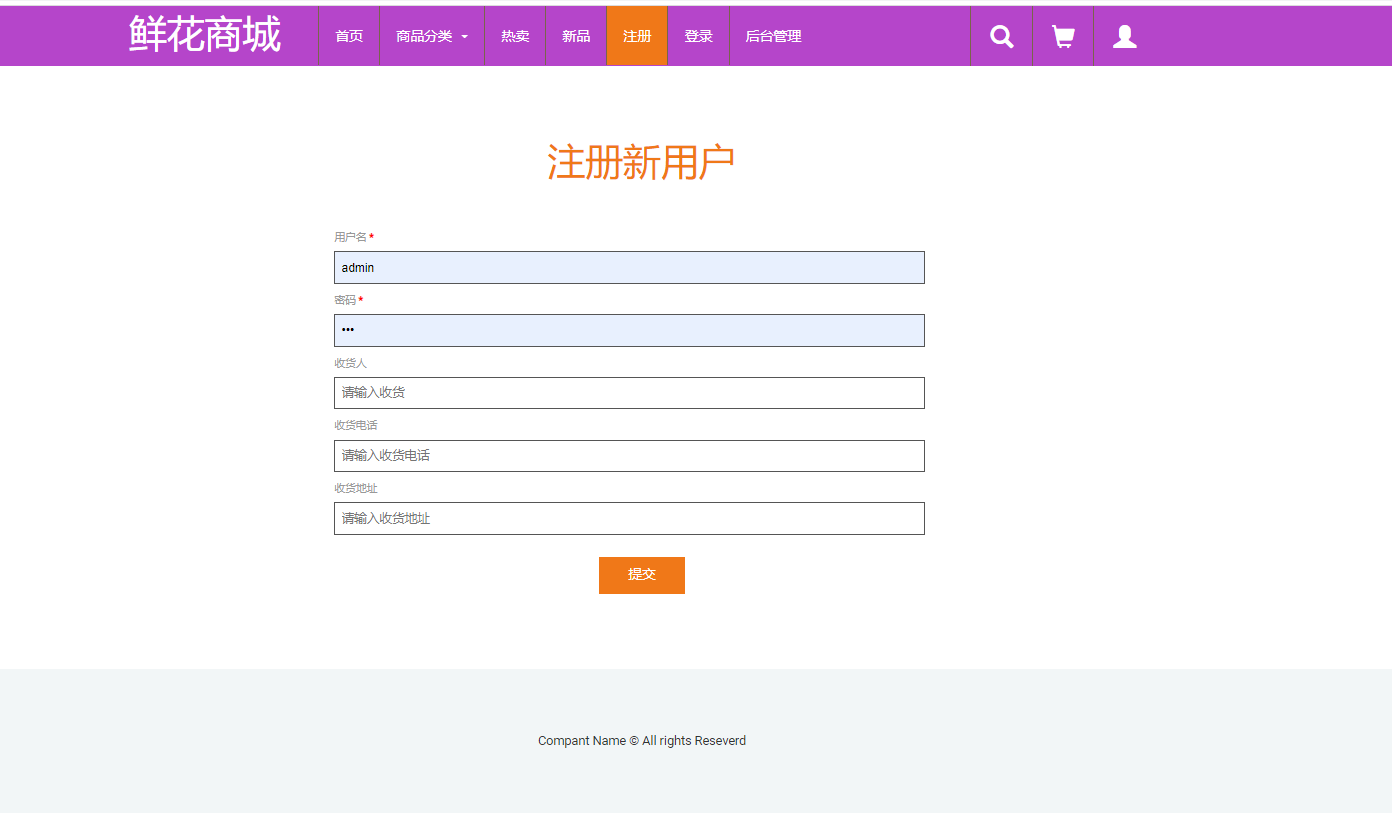 鲜花商城 首页 商品分类 热卖 新品 注册 登录 后台管理
注册新用户
用户名 *
admin
密码 *
•••
收货人
请输入收货
收货电话
请输入收货电话
收货地址
请输入收货地址
提交
Compant Name © All rights Reseverd